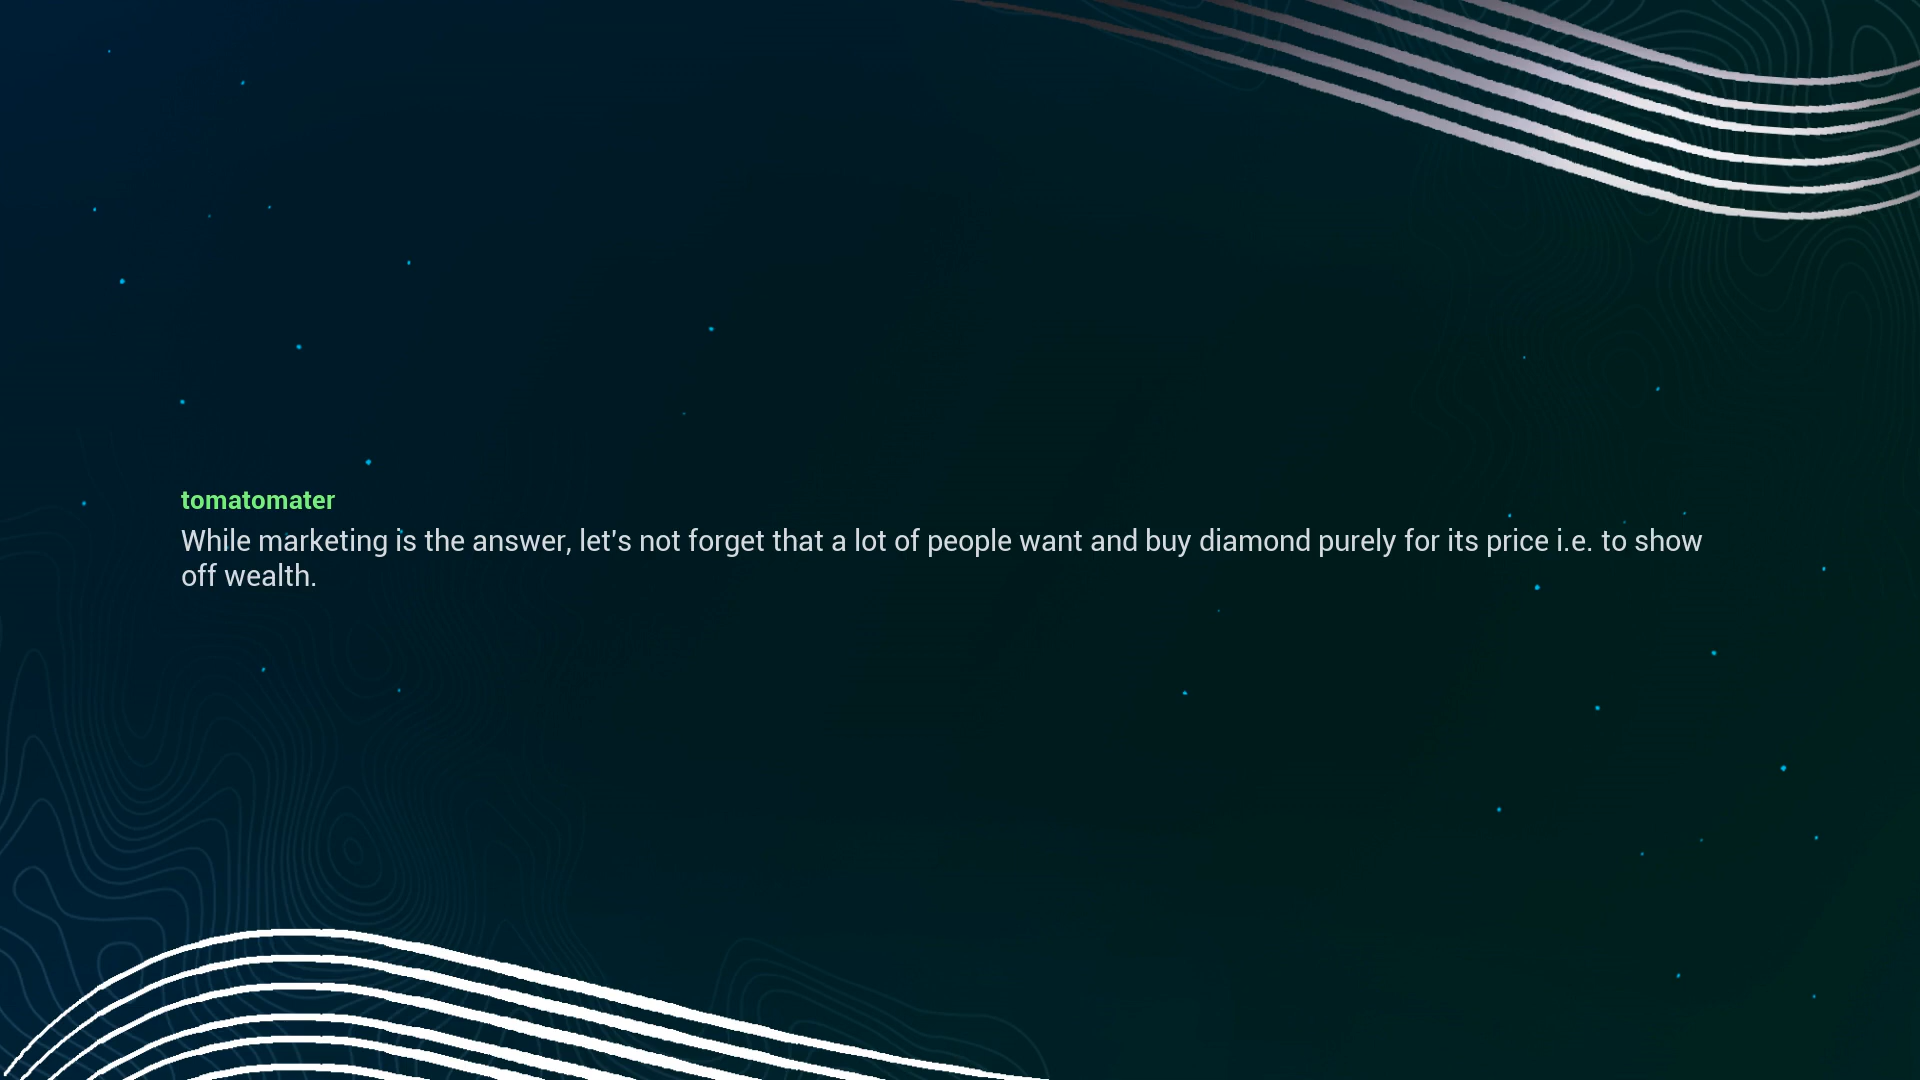 tomatomater
While marketing is the answer, let's not forget that a lot of people want and buy diamond purely for its price i.e. to show
off wealth.